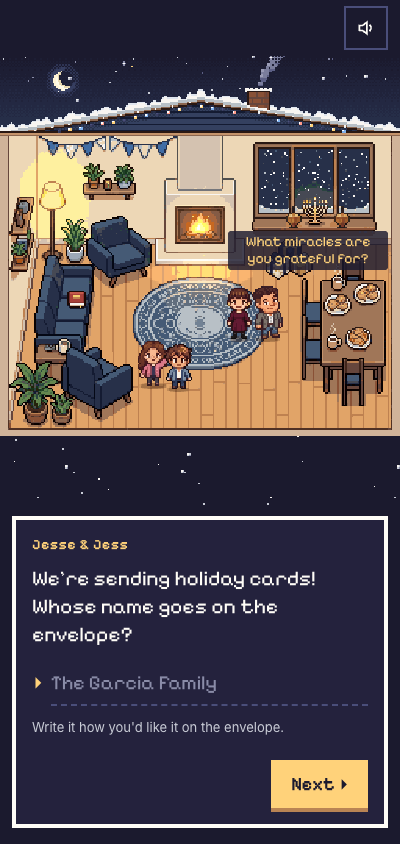 What miracles are
you grateful for?
Jesse & Jess
We're sending holiday cards!
Whose name goes on the
envelope?
The Garcia Family
Write it how you'd like it on the envelope.
Next